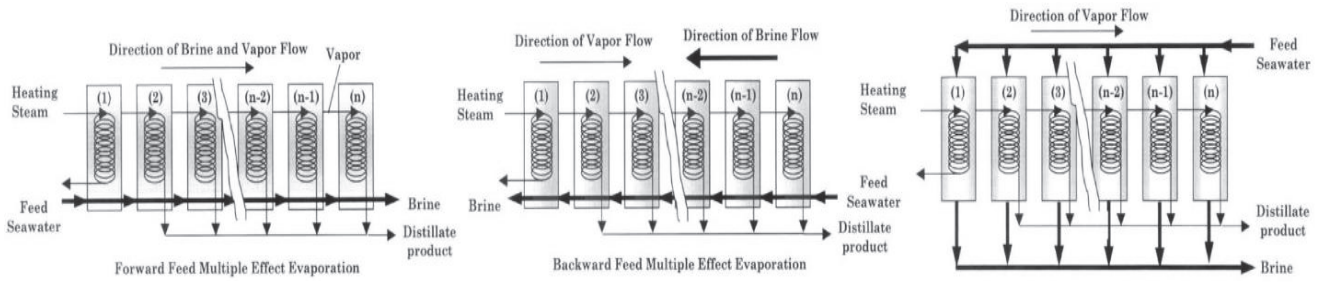 Direction of Brine and Vapor Flow
Vapor
Heating
Steam
(1)
(2)
(3)
(n-2)
(n-1)
(n)
Feed
Seawater
Brine
Distillate
product
Forward Feed Multiple Effect Evaporation
Direction of Vapor Flow
Direction of Brine Flow
Heating
Steam
(1)
(2)
(3)
(n-2)
(n-1)
(n)
Brine
Feed
Seawater
Distillate
product
Backward Feed Multiple Effect Evaporation
Direction of Vapor Flow
Feed
Seawater
Heating
Steam
(1)
(2)
(3)
(n-2)
(n-1)
(n)
Distillate
product
Brine